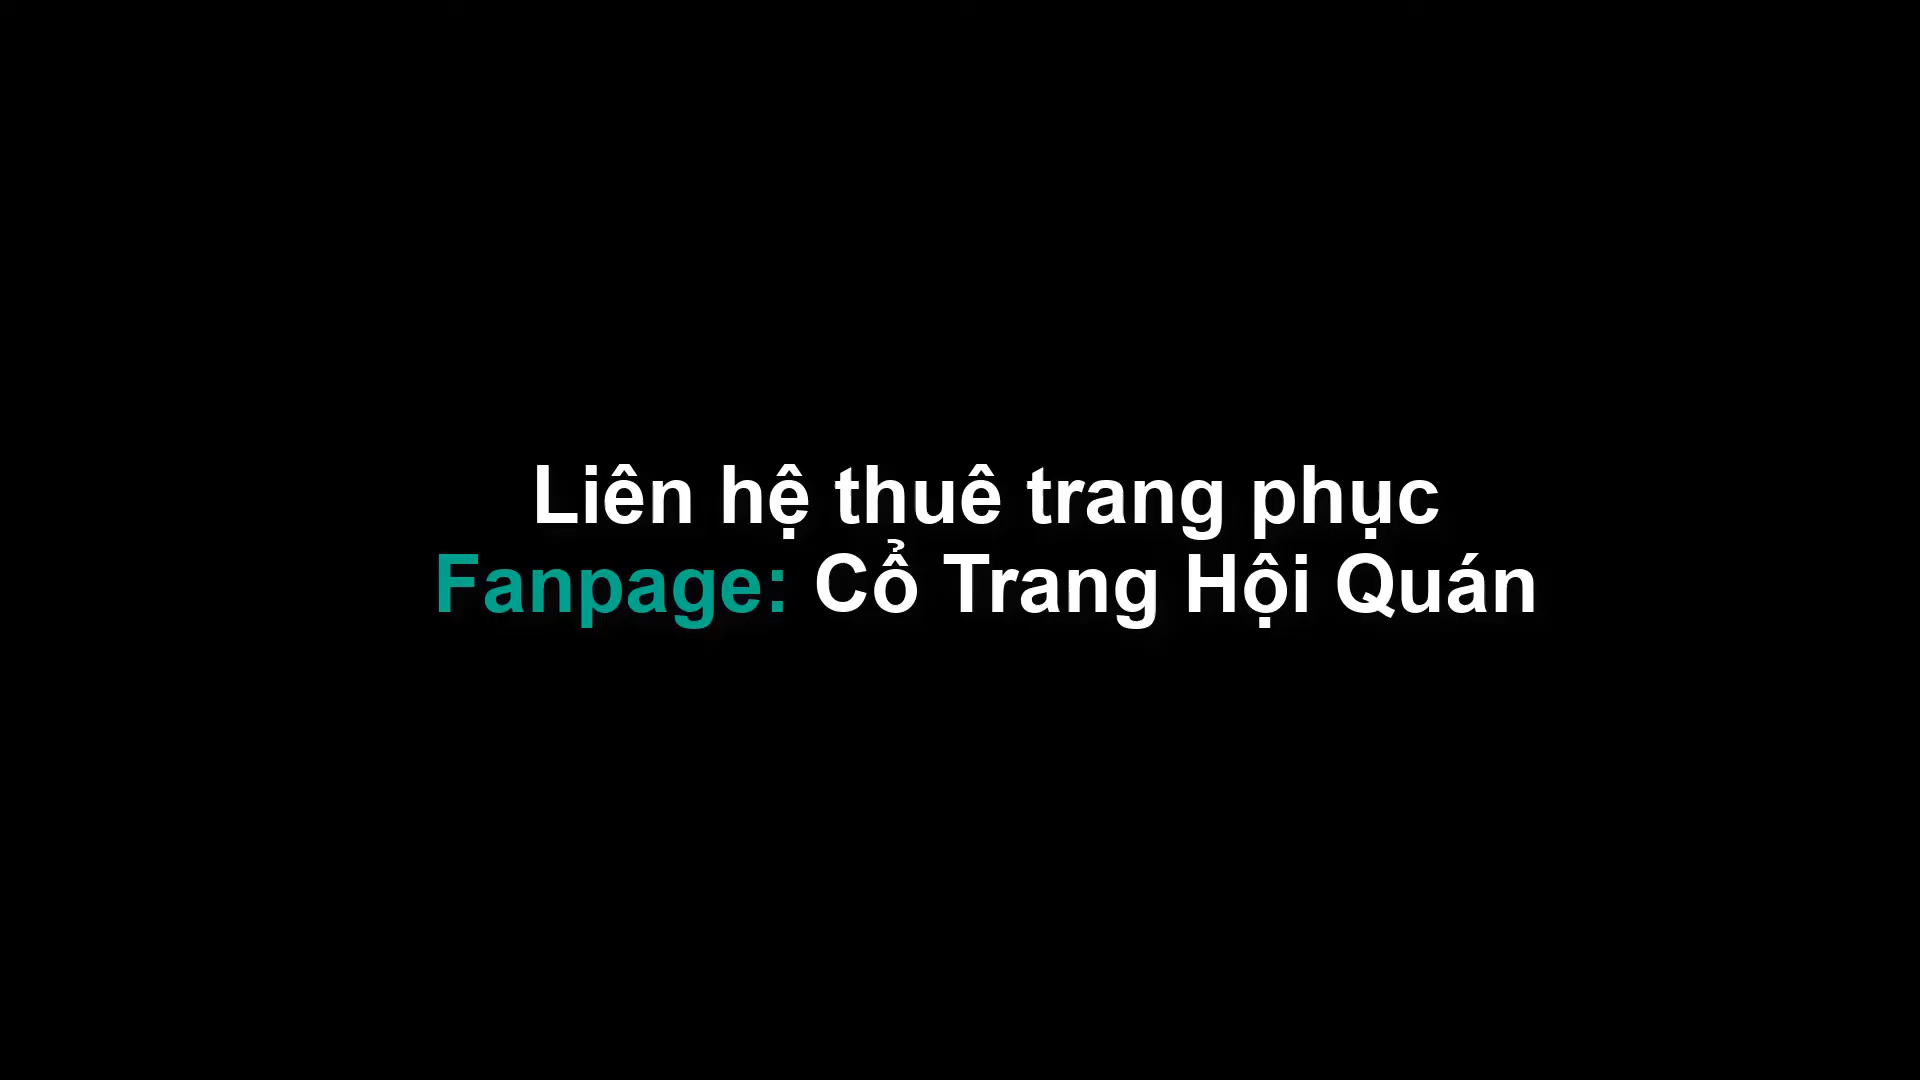 Liên hệ thuê trang phục
Fanpage: Cổ Trang Hội Quán